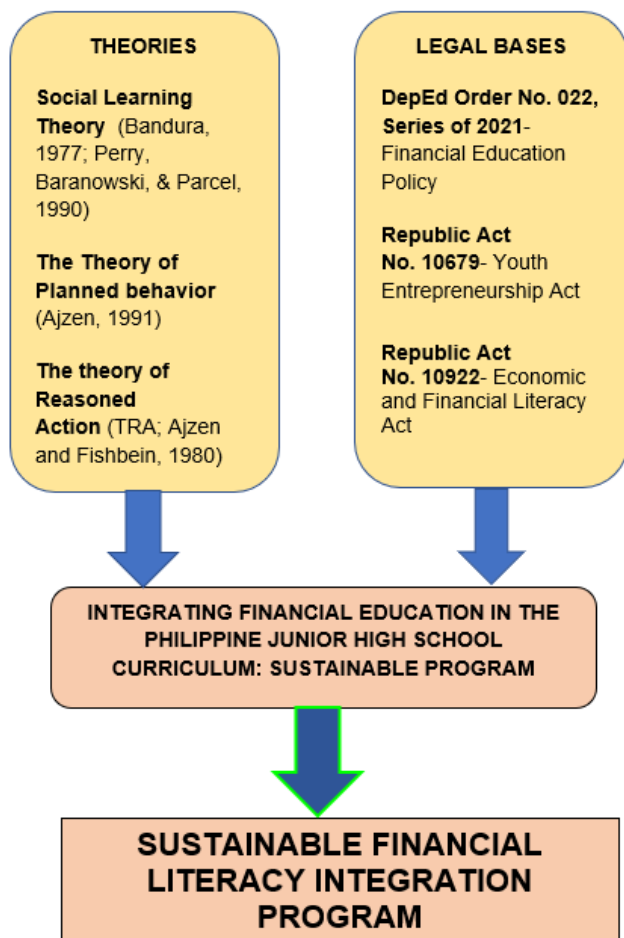 THEORIES
Social Learning
Theory (Bandura,
1977; Perry,
Baranowski, & Parcel,
1990)
The Theory of
Planned behavior
(Ajzen, 1991)
The theory of
Reasoned
Action (TRA; Ajzen
and Fishbein, 1980)
LEGAL BASES
DepEd Order No. 022,
Series of 2021-
Financial Education
Policy
Republic Act
No. 10679- Youth
Entrepreneurship Act
Republic Act
No. 10922- Economic
and Financial Literacy
Act
INTEGRATING FINANCIAL EDUCATION IN THE
PHILIPPINE JUNIOR HIGH SCHOOL
CURRICULUM: SUSTAINABLE PROGRAM
SUSTAINABLE FINANCIAL
LITERACY INTEGRATION
PROGRAM